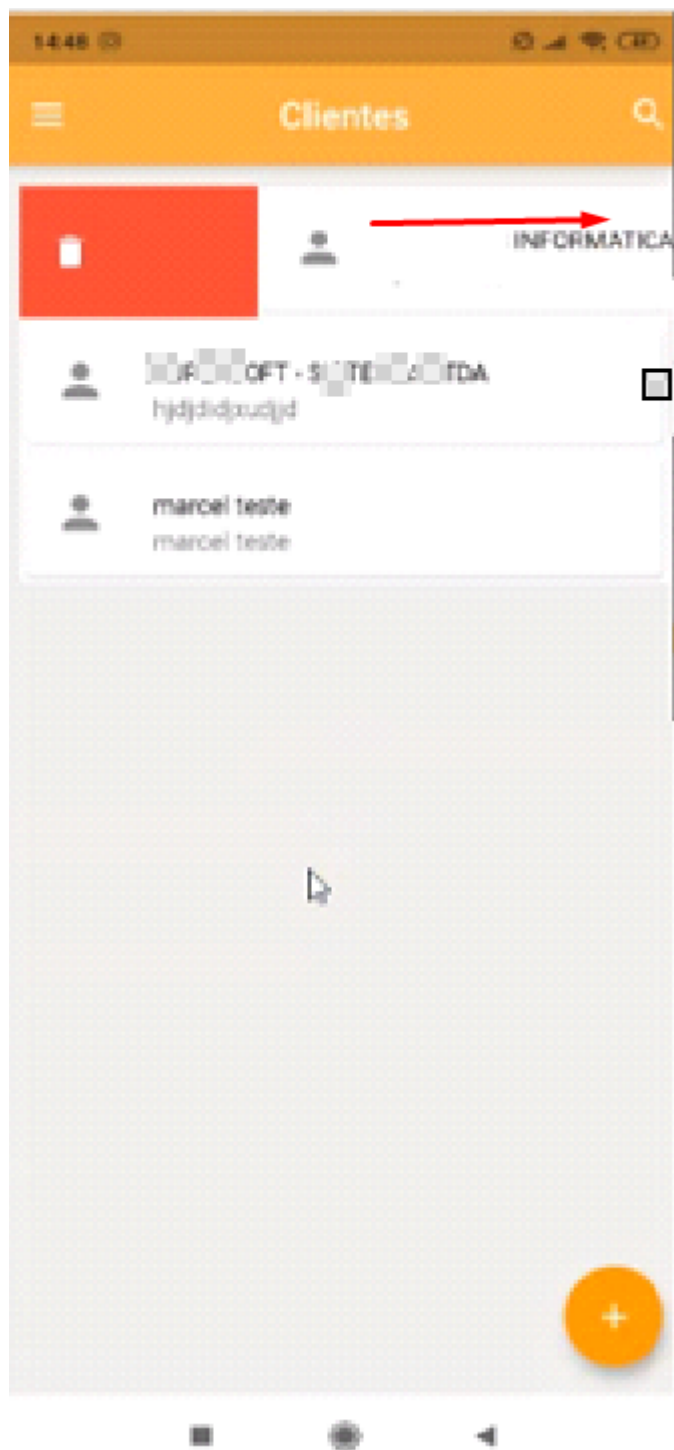 14:48
Clientes
INFORMATICA
hjdjdidjxudjjd
marcel teste
marcel teste
+